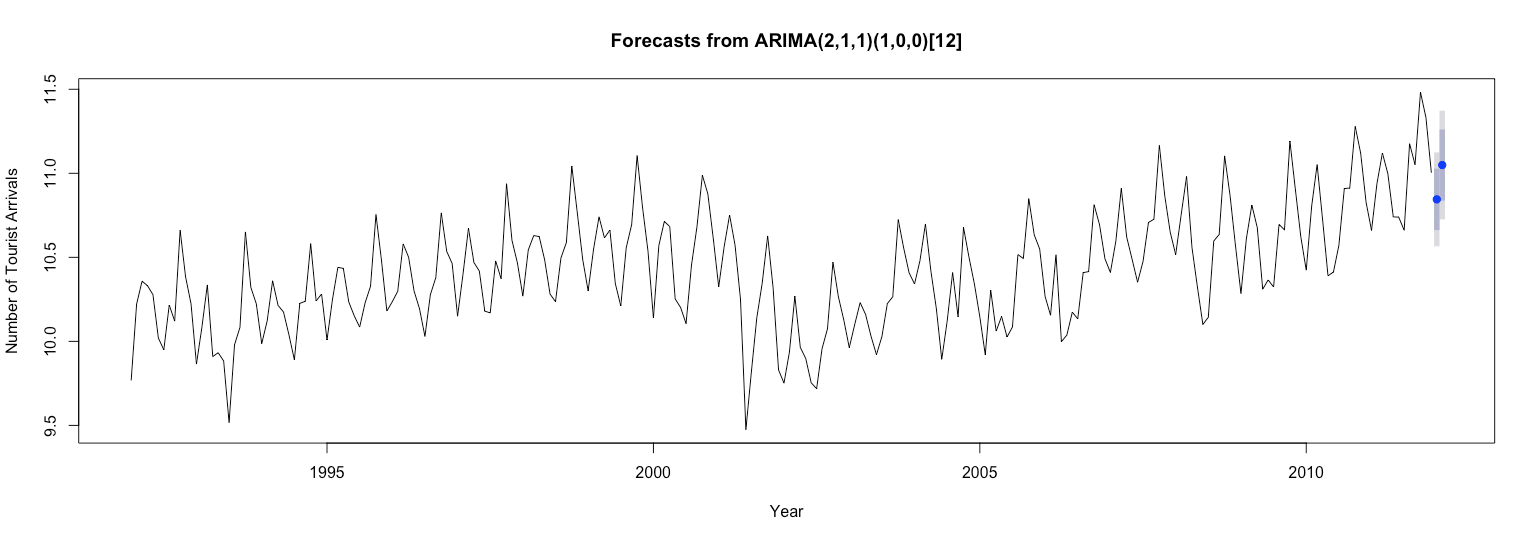 Forecasts from ARIMA(2,1,1)(1,0,0)[12]
Number of Tourist Arrivals
11.5
11.0
10.5
10.0
9.5
1995 2000 2005 2010
Year